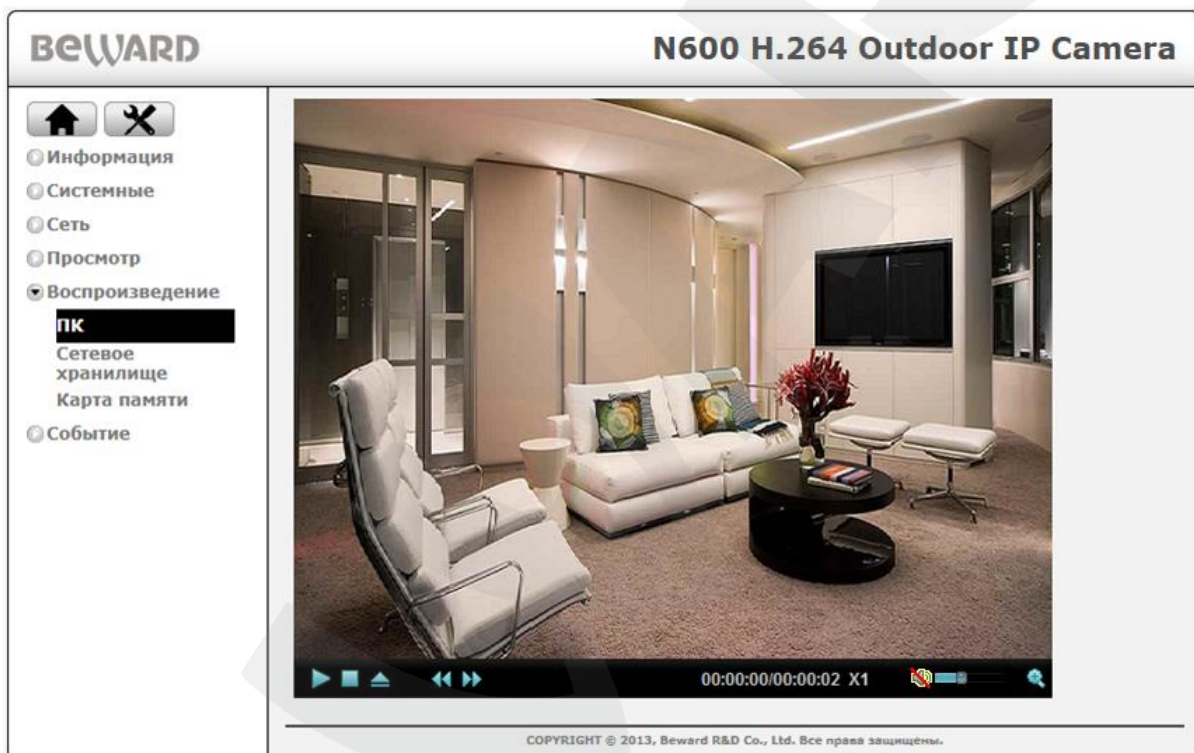 BEWARD
N600 H.264 Outdoor IP Camera
Информация
Системные
Сеть
Просмотр
Воспроизведение
ПК
Сетевое
хранилище
Карта памяти
Событие
00:00:00/00:00:02 X1
COPYRIGHT © 2013, Beward R&D Co., Ltd. Все права защищены.